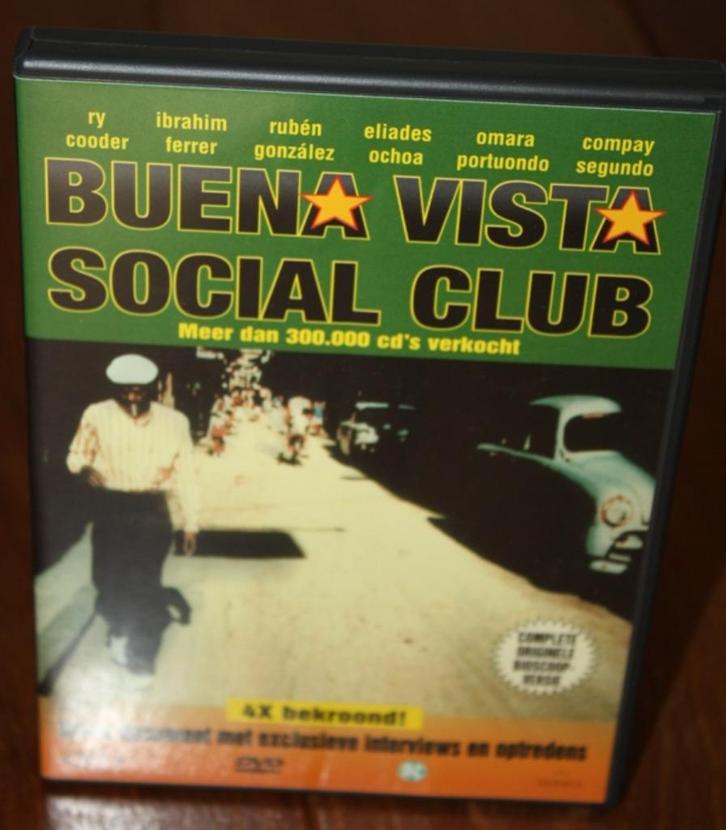 ry cooder
ibrahim ferrer
rubén gonzález
eliades ochoa
omara portuondo
compay segundo
BUENA VISTA
SOCIAL CLUB
Meer dan 300.000 cd's verkocht
COMPLETE
ORIGINELE
BIOSCOOP-
VERSIE
4X bekroond!
met exclusieve interviews en optredens
DVD